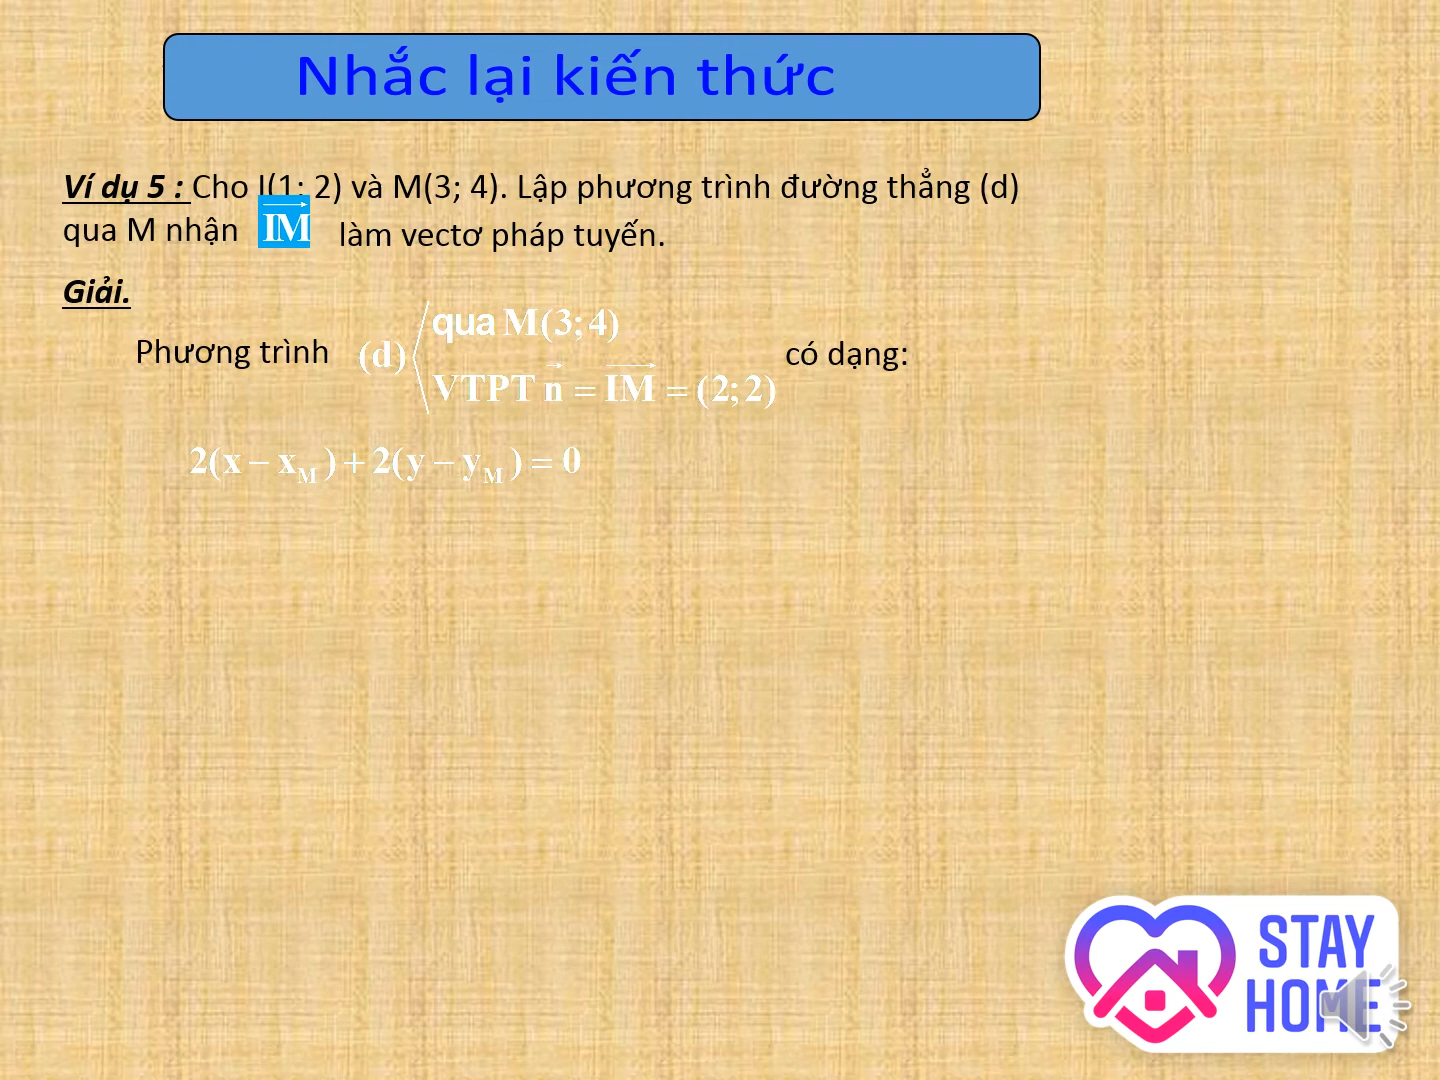 Nhắc lại kiến thức
Ví dụ 5 : Cho I(1; 2) và M(3; 4). Lập phương trình đường thẳng (d)
qua M nhận IM làm vectơ pháp tuyến.
Giải.
Phương trình (d) qua M(3; 4) có dạng:
VTPT n = IM = (2; 2)
2(x − x_M) + 2(y − y_M) = 0
STAY
HOME